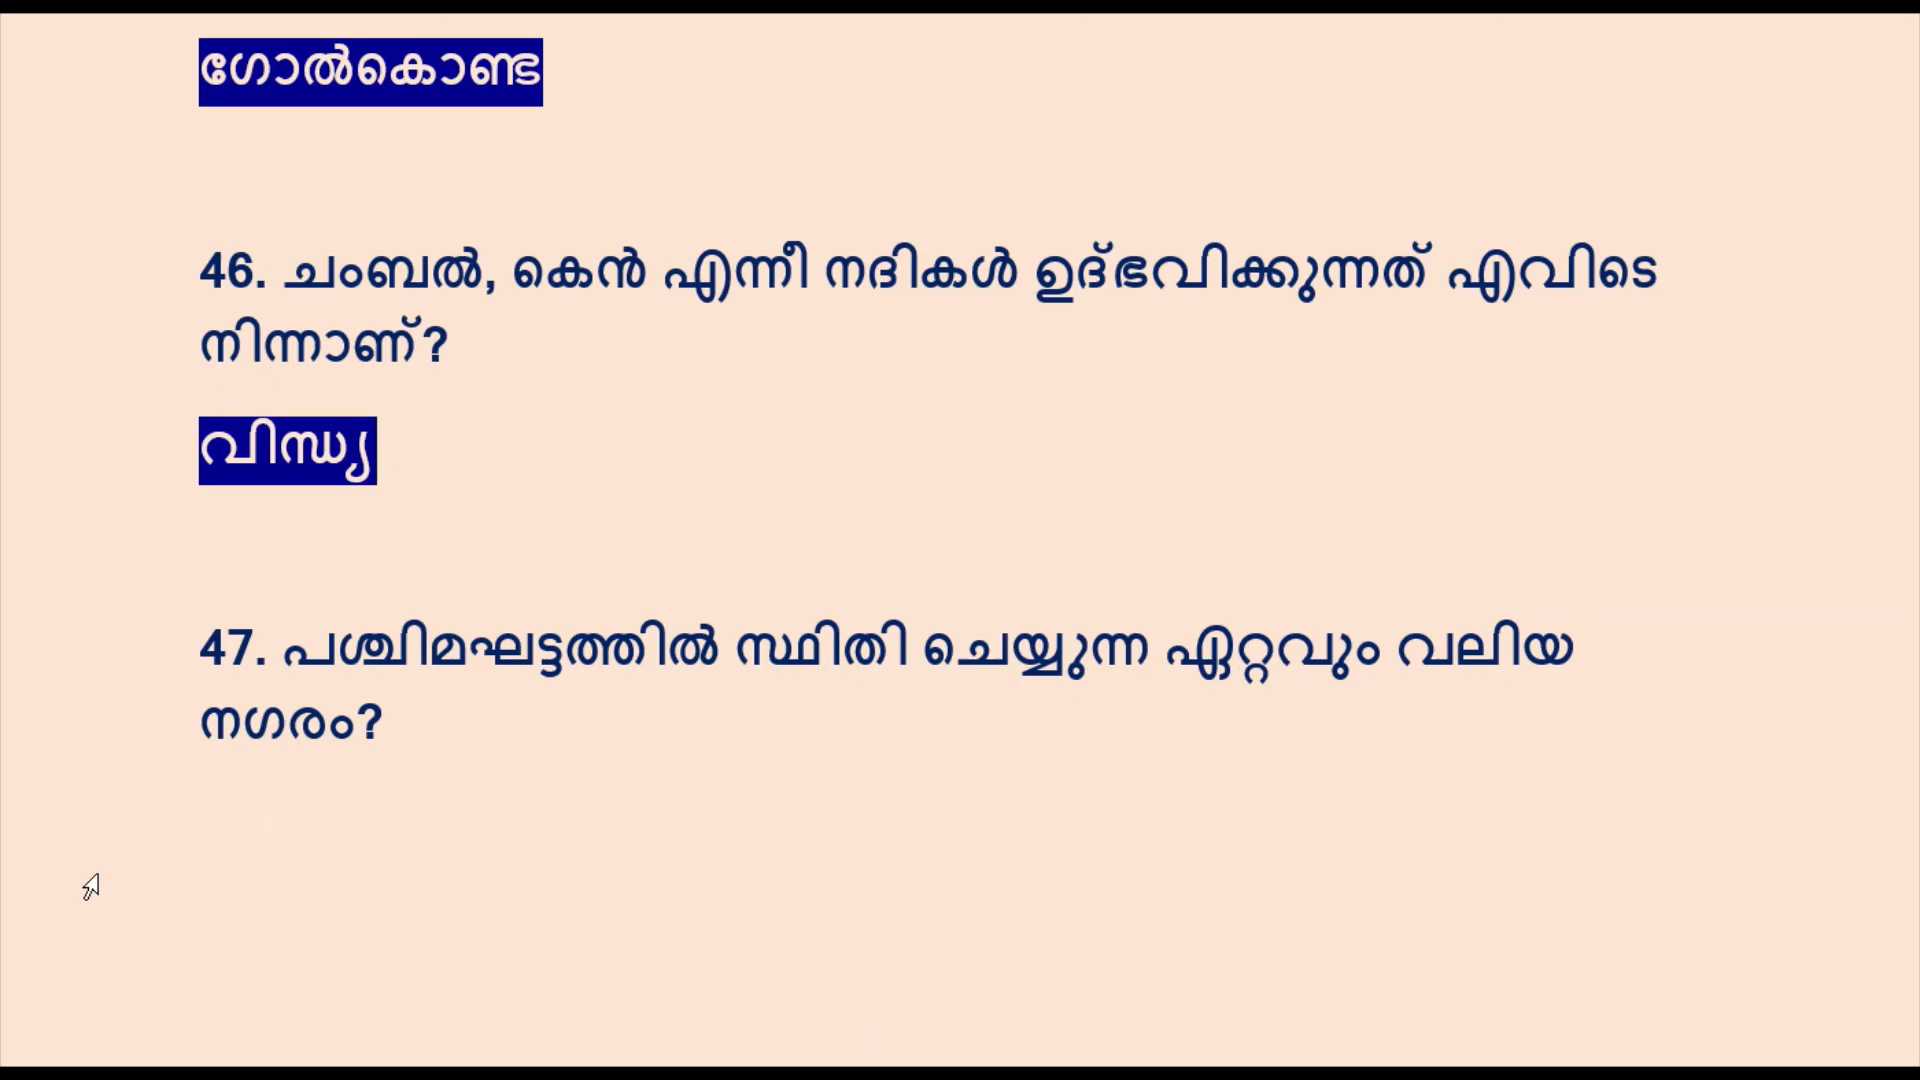 ഗോൽകൊണ്ട
46. ചംബൽ, കെൻ എന്നീ നദികൾ ഉദ്ഭവിക്കുന്നത് എവിടെ
നിന്നാണ്?
വിന്ധ്യ
47. പശ്ചിമഘട്ടത്തിൽ സ്ഥിതി ചെയ്യുന്ന ഏറ്റവും വലിയ
നഗരം?